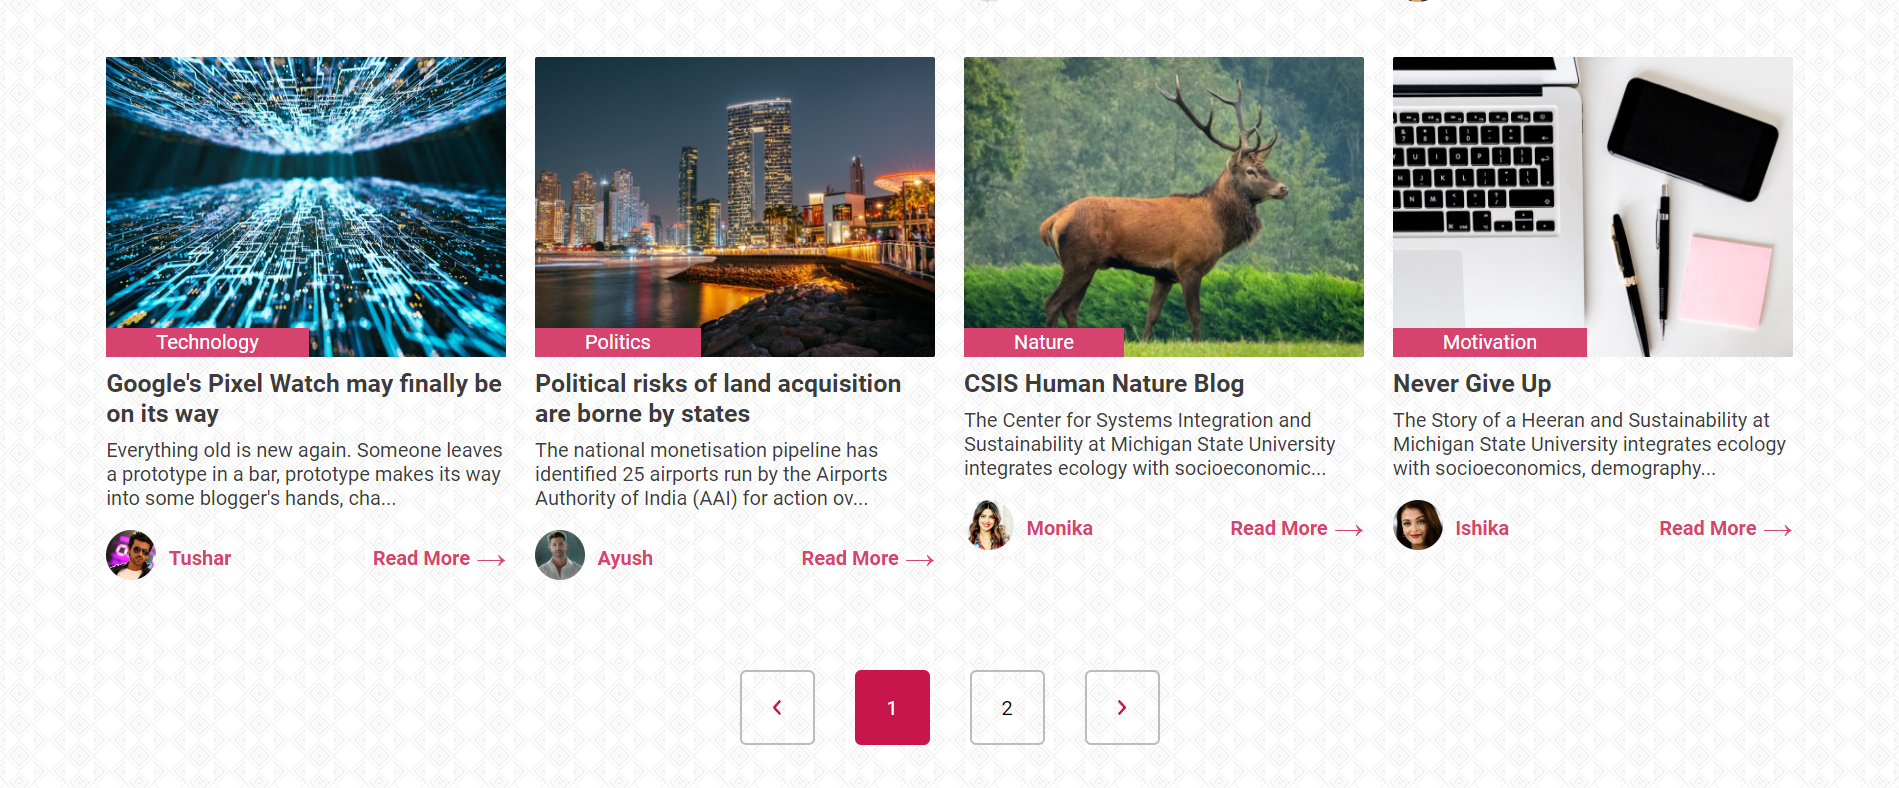 Technology
Google's Pixel Watch may finally be
on its way
Everything old is new again. Someone leaves
a prototype in a bar, prototype makes its way
into some blogger's hands, cha...
Tushar
Read More
Politics
Political risks of land acquisition
are borne by states
The national monetisation pipeline has
identified 25 airports run by the Airports
Authority of India (AAI) for action ov...
Ayush
Read More
Nature
CSIS Human Nature Blog
The Center for Systems Integration and
Sustainability at Michigan State University
integrates ecology with socioeconomic...
Monika
Read More
Motivation
Never Give Up
The Story of a Heeran and Sustainability at
Michigan State University integrates ecology
with socioeconomics, demography...
Ishika
Read More
1
2